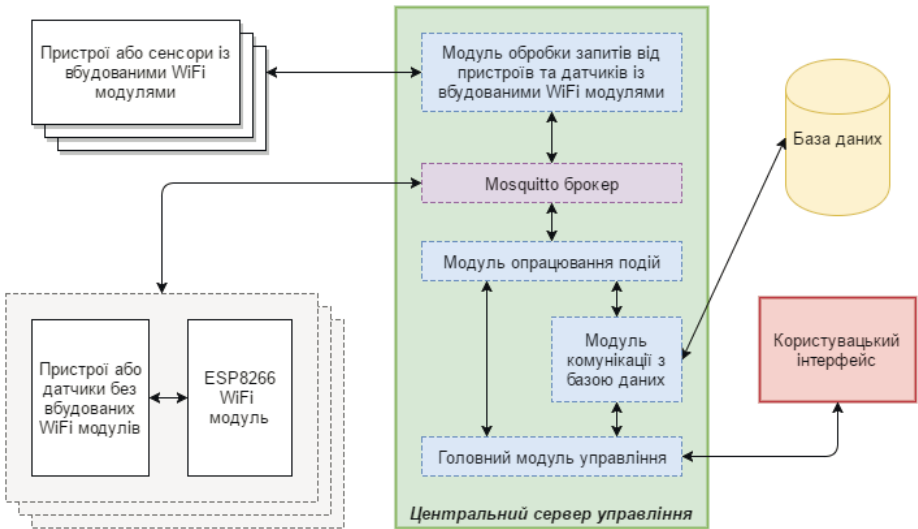 Пристрої або сенсори із
вбудованими WiFi
модулями
Модуль обробки запитів від
пристроїв та датчиків із
вбудованими WiFi модулями
База даних
Mosquitto брокер
Модуль опрацювання подій
Пристрої або
датчики без
вбудованих
WiFi модулів
ESP8266
WiFi
модуль
Модуль
комунікації з
базою даних
Користувацький
інтерфейс
Головний модуль управління
Центральний сервер управління